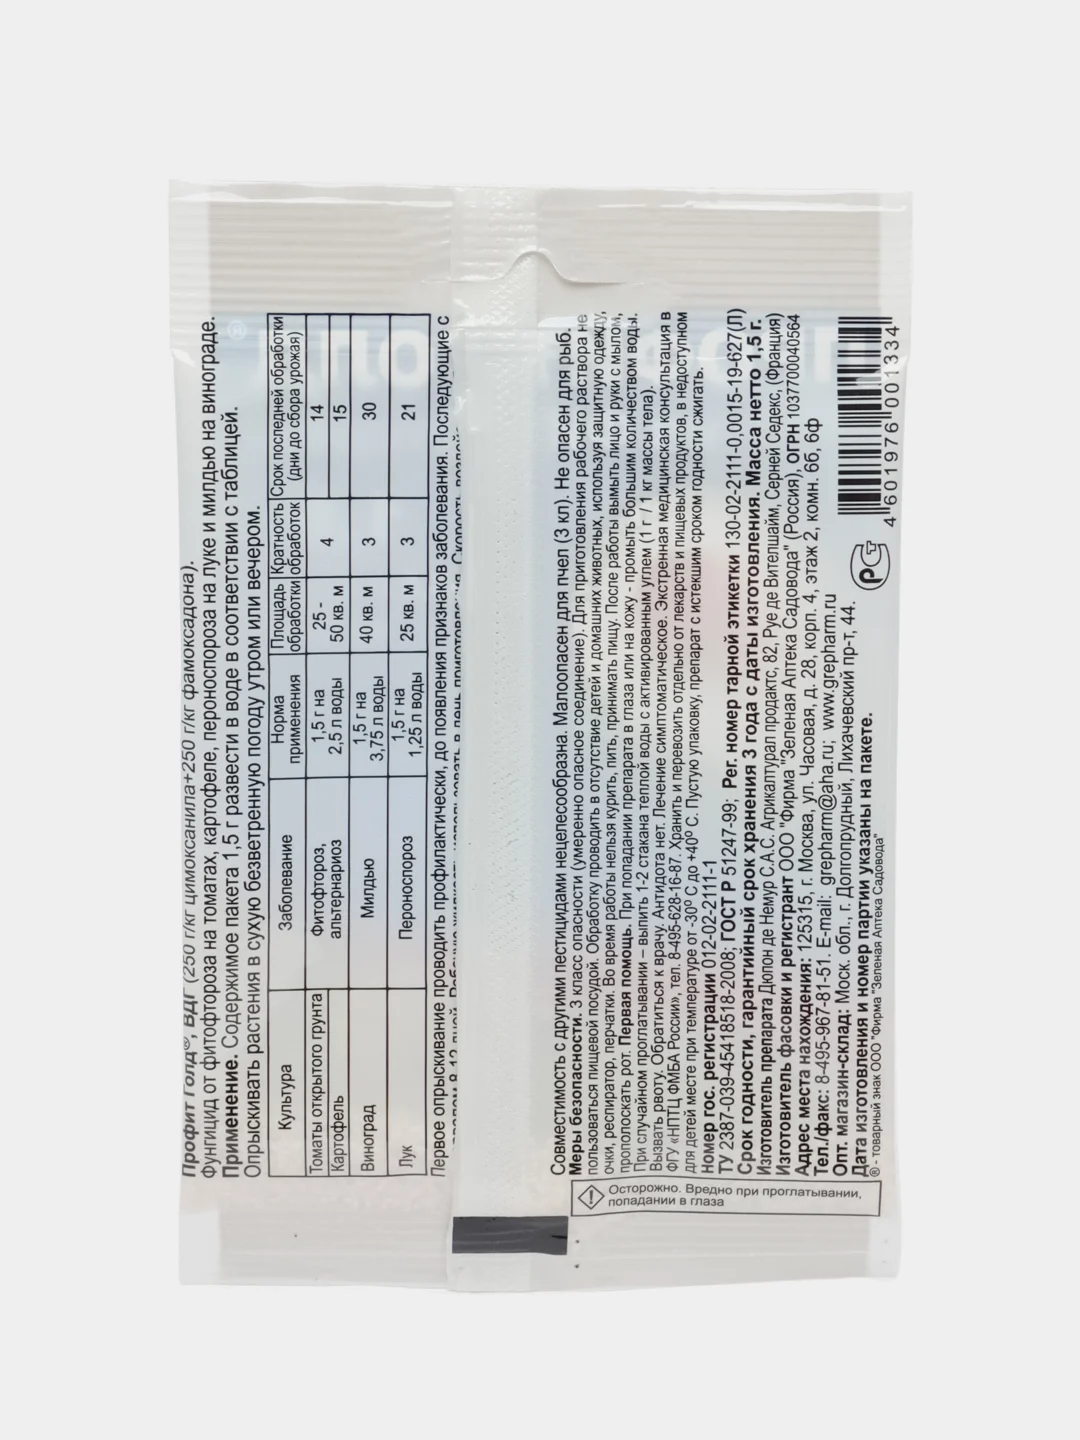 Профит Голд®, ВДГ (250 г/кг цимоксанила+250 г/кг фамоксадона).
Фунгицид от фитофтороза на томатах, картофеле, пероноспороза на луке и милдью на винограде.
Применение. Содержимое пакета 1,5 г развести в воде в соответствии с таблицей.
Опрыскивать растения в сухую безветренную погоду утром или вечером.
Культура Заболевание Норма применения Площадь обработки Кратность обработок Срок последней обработки (дни до сбора урожая)
Томаты открытого грунта Фитофтороз, альтернариоз 1,5 г на 2,5 л воды 25 - 50 кв. м 4 14
Картофель 15
Виноград Милдью 1,5 г на 3,75 л воды 40 кв. м 3 30
Лук Пероноспороз 1,5 г на 1,25 л воды 25 кв. м 3 21
Первое опрыскивание проводить профилактически, до появления признаков заболевания. Последующие с
8-12 дней. Рабочую жидкость использовать в день приготовления. Скорость
Совместимость с другими пестицидами нецелесообразна. Малоопасен для пчел (3 кл). Не опасен для рыб.
Меры безопасности. 3 класс опасности (умеренно опасное соединение). Для приготовления рабочего раствора не
пользоваться пищевой посудой. Обработку проводить в отсутствие детей и домашних животных, используя защитную одежду,
очки, респиратор, перчатки. Во время работы нельзя курить, пить, принимать пищу. После работы вымыть лицо и руки с мылом,
прополоскать рот. Первая помощь. При попадании препарата в глаза или на кожу - промыть большим количеством воды.
При случайном проглатывании – выпить 1-2 стакана теплой воды с активированным углем (1 г / 1 кг массы тела).
Вызвать рвоту. Обратиться к врачу. Антидота нет. Лечение симптоматическое. Экстренная медицинская консультация в
ФГУ «НПТЦ ФМБА России», тел. 8-495-628-16-87. Хранить и перевозить отдельно от лекарств и пищевых продуктов, в недоступном
для детей месте при температуре от -30º С до +40º С. Пустую упаковку, препарат с истекшим сроком годности сжигать.
Номер гос. регистрации 012-02-2111-1
ТУ 2387-039-45418518-2008; ГОСТ Р 51247-99; Рег. номер тарной этикетки 130-02-2111-0,0015-19-627(Л)
Срок годности, гарантийный срок хранения 3 года с даты изготовления. Масса нетто 1,5 г.
Изготовитель препарата Дюпон де Немур С.А.С. Агрикалтурал продактс, 82, Руе де Вителшайм, Серней Седекс, (Франция)
Изготовитель фасовки и регистрант ООО "Фирма "Зеленая Аптека Садовода" (Россия), ОГРН 1037700040564
Адрес места нахождения: 125315, г. Москва, ул. Часовая, д. 28, корп. 4, этаж 2, комн. 6б, 6ф
Тел./факс: 8-495-967-81-51. E-mail: grepharm@aha.ru; www.grepharm.ru
Опт. магазин-склад: Моск. обл., г. Долгопрудный, Лихачевский пр-т, 44.
Дата изготовления и номер партии указаны на пакете.
® - товарный знак ООО "Фирма "Зеленая Аптека Садовода"
Осторожно. Вредно при проглатывании,
попадании в глаза
4 601976 001334